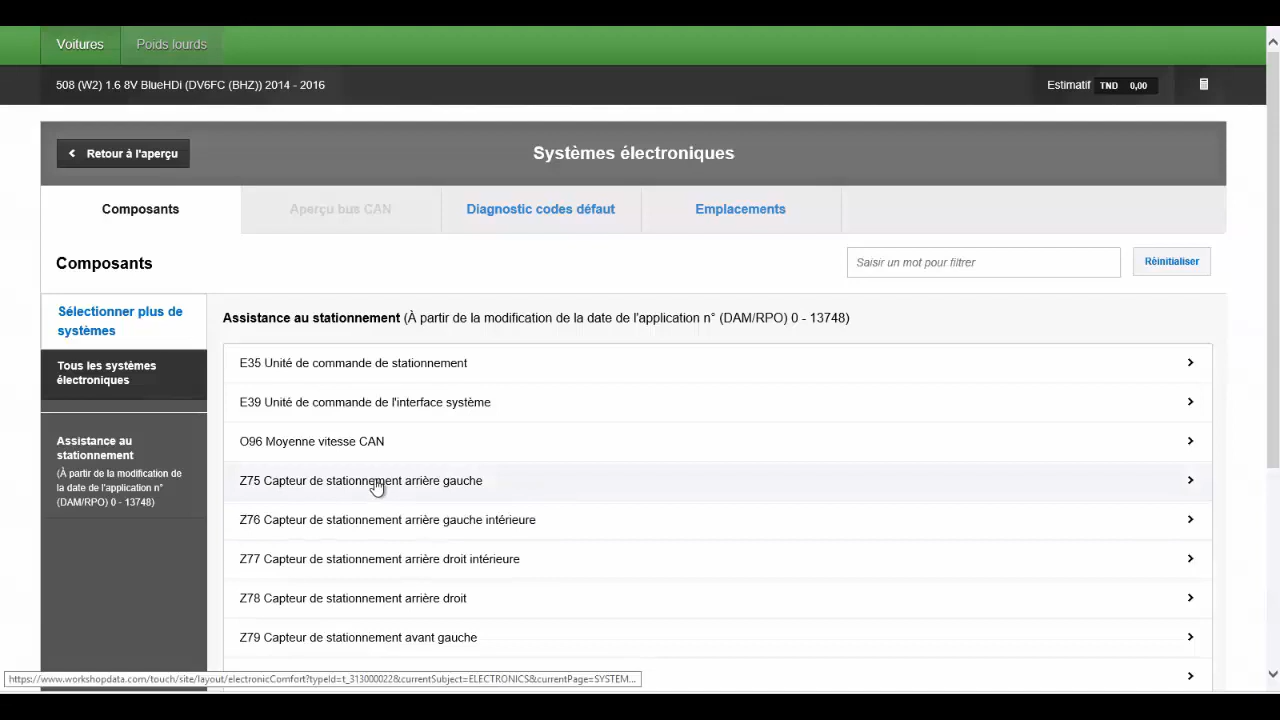 Voitures
Poids lourds
508 (W2) 1.6 8V BlueHDi (DV6FC (BHZ)) 2014 - 2016
Estimatif TND 0,00
Retour à l'aperçu
Systèmes électroniques
Composants
Aperçu bus CAN
Diagnostic codes défaut
Emplacements
Composants
Saisir un mot pour filtrer
Réinitialiser
Sélectionner plus de
systèmes
Tous les systèmes
électroniques
Assistance au
stationnement
(À partir de la modification de
la date de l'application n°
(DAM/RPO) 0 - 13748)
Assistance au stationnement (À partir de la modification de la date de l'application n° (DAM/RPO) 0 - 13748)
E35 Unité de commande de stationnement
E39 Unité de commande de l'interface système
O96 Moyenne vitesse CAN
Z75 Capteur de stationnement arrière gauche
Z76 Capteur de stationnement arrière gauche intérieure
Z77 Capteur de stationnement arrière droit intérieure
Z78 Capteur de stationnement arrière droit
Z79 Capteur de stationnement avant gauche
https://www.workshopdata.com/touch/site/layout/electronicComfort?typeId=t_313000022&currentSubject=ELECTRONICS&currentPage=SYSTEM...